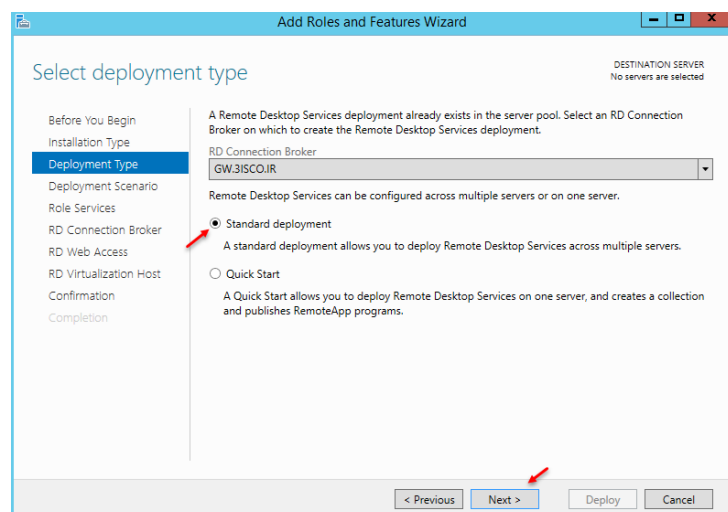 Add Roles and Features Wizard
Select deployment type
DESTINATION SERVER
No servers are selected
Before You Begin
Installation Type
Deployment Type
Deployment Scenario
Role Services
RD Connection Broker
RD Web Access
RD Virtualization Host
Confirmation
Completion
A Remote Desktop Services deployment already exists in the server pool. Select an RD Connection
Broker on which to create the Remote Desktop Services deployment.
RD Connection Broker
GW.3ISCO.IR
Remote Desktop Services can be configured across multiple servers or on one server.
Standard deployment
A standard deployment allows you to deploy Remote Desktop Services across multiple servers.
Quick Start
A Quick Start allows you to deploy Remote Desktop Services on one server, and creates a collection
and publishes RemoteApp programs.
< Previous
Next >
Deploy
Cancel